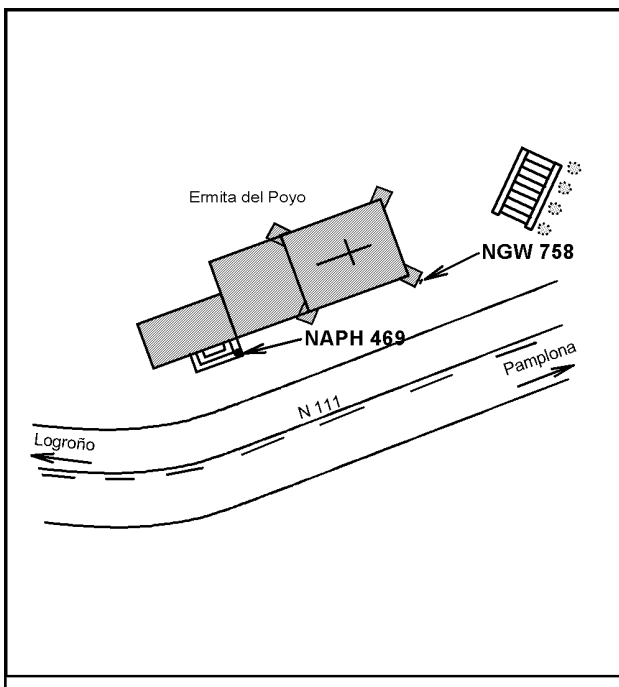 Ermita del Poyo
NGW 758
NAPH 469
Pamplona
N 111
Logroño